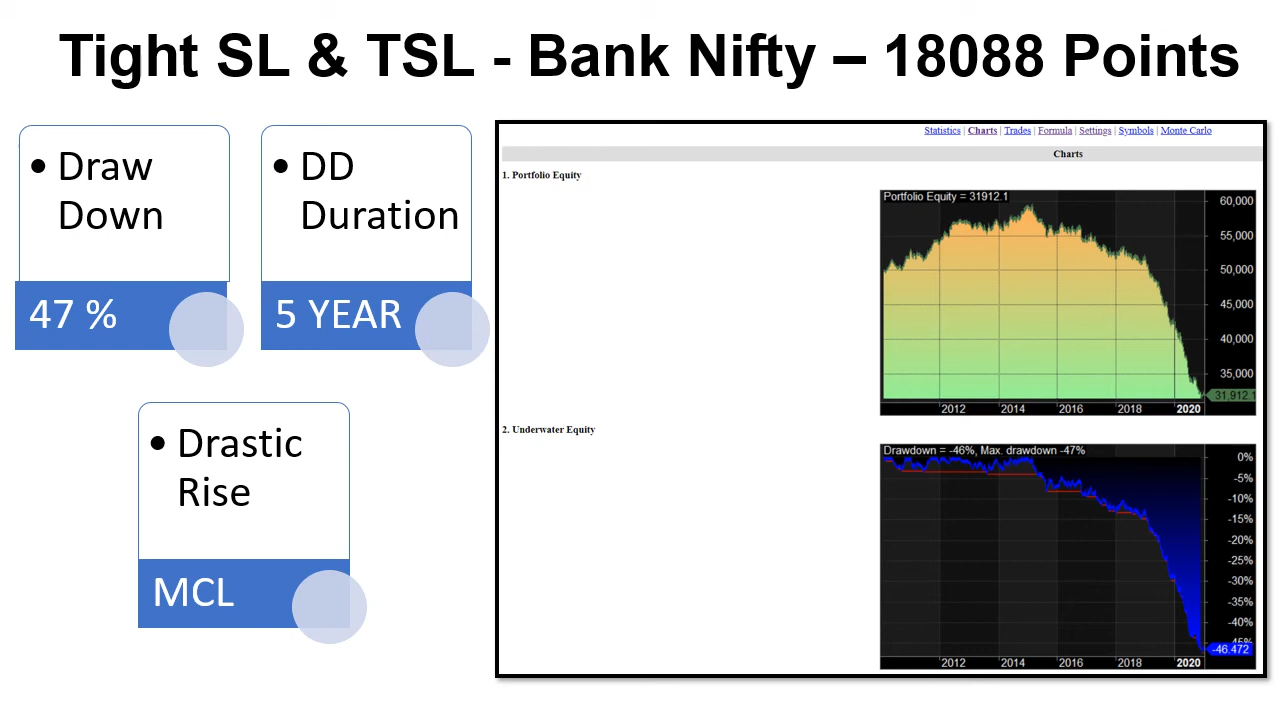 Tight SL & TSL - Bank Nifty – 18088 Points
• Draw
Down
47 %
• DD
Duration
5 YEAR
• Drastic
Rise
MCL
Statistics | Charts | Trades | Formula | Settings | Symbols | Monte Carlo
Charts
1. Portfolio Equity
Portfolio Equity = 31912.1
60,000
55,000
50,000
45,000
40,000
35,000
31,912.1
2012 2014 2016 2018 2020
2. Underwater Equity
Drawdown = -46%, Max. drawdown -47%
0%
-5%
-10%
-15%
-20%
-25%
-30%
-35%
-40%
-45%
-46.472
2012 2014 2016 2018 2020